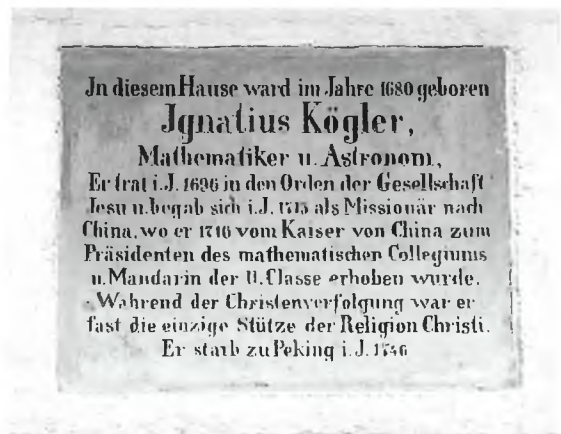 In diesem Hause ward im Jahre 1680 geboren
Ignatius Kögler,
Mathematiker u. Astronom,
Er trat i. J. 1696 in den Orden der Gesellschaft
Jesu u. begab sich i. J. 1715 als Missionär nach
China, wo er 1716 vom Kaiser von China zum
Präsidenten des mathematischen Collegiums
u. Mandarin der II. Classe erhoben wurde.
Wahrend der Christenverfolgung war er
fast die einzige Stütze der Religion Christi.
Er starb zu Peking i. J. 1746